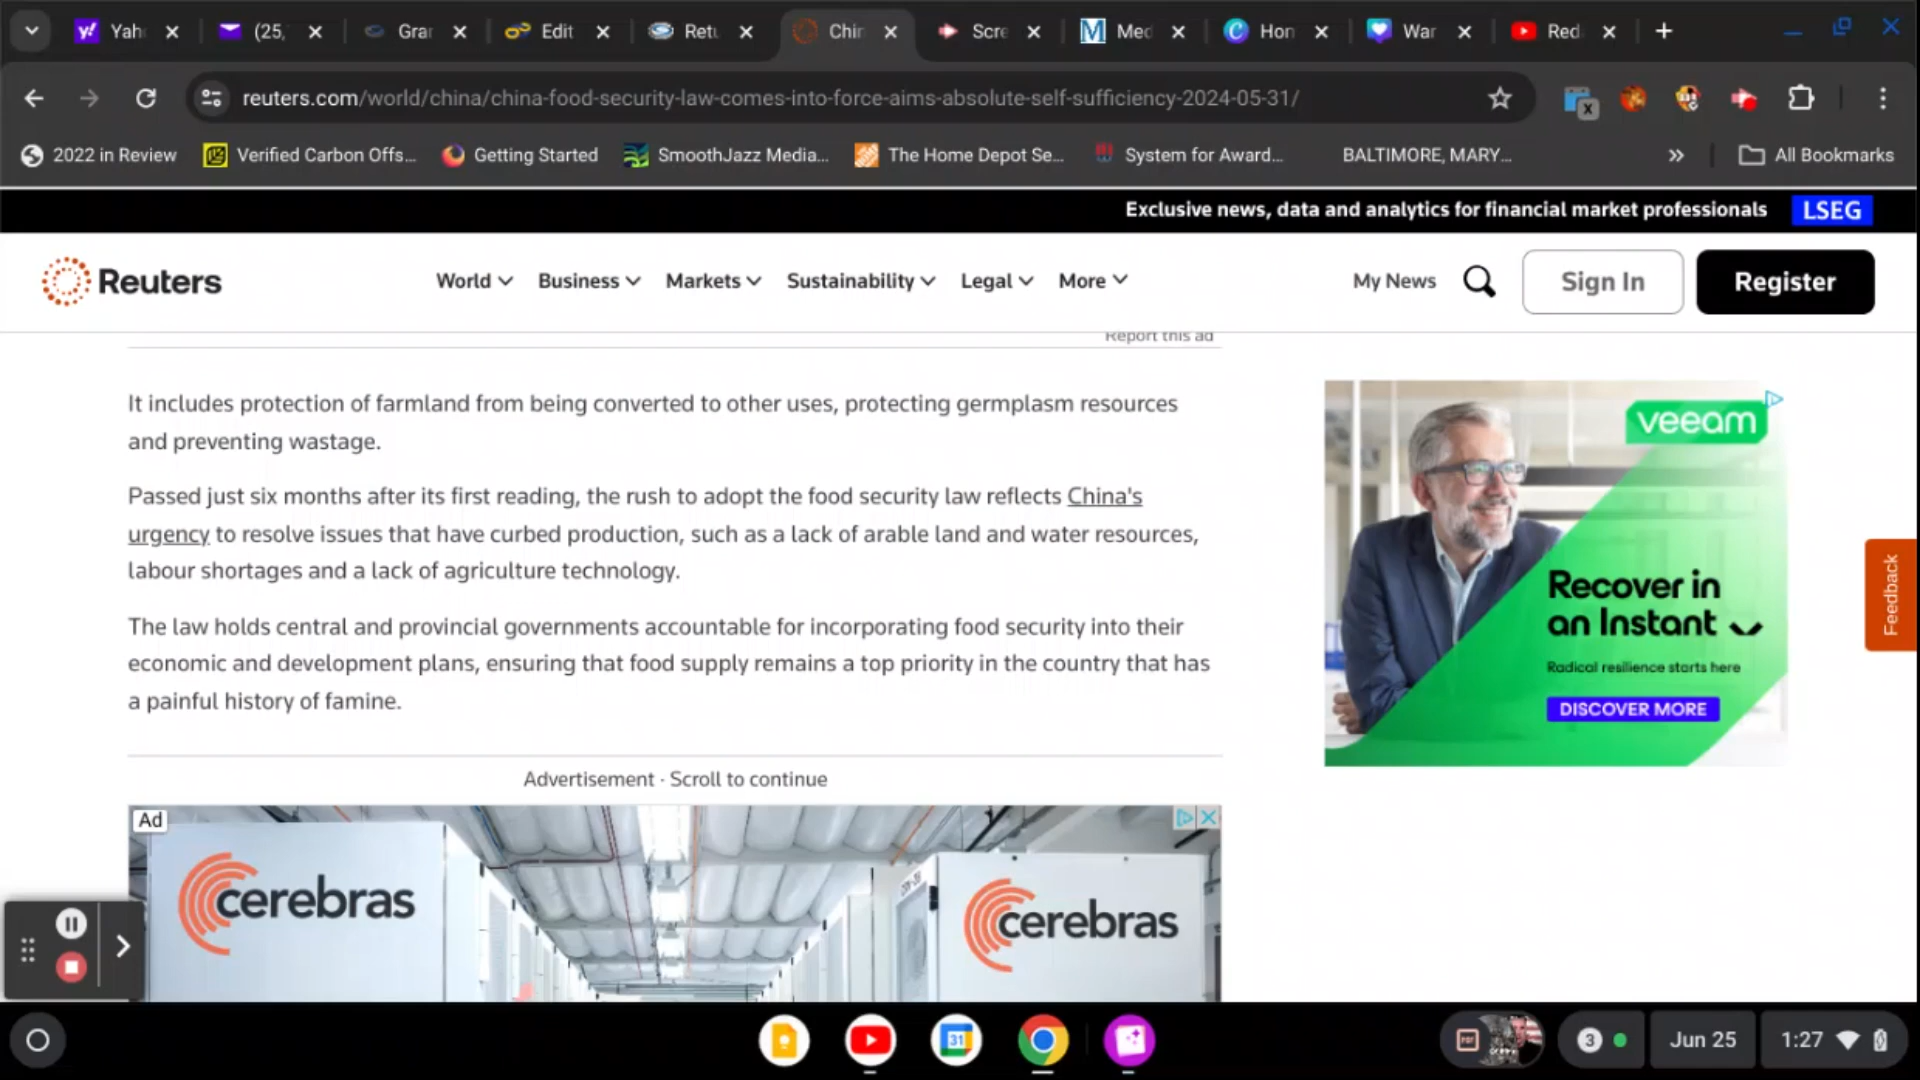 Yah
(25,
Grar
Edit
Retu
Chin
Scre
Med
Hon
War
Red
reuters.com/world/china/china-food-security-law-comes-into-force-aims-absolute-self-sufficiency-2024-05-31/
2022 in Review
Verified Carbon Offs...
Getting Started
SmoothJazz Media...
The Home Depot Se...
System for Award...
BALTIMORE, MARY...
All Bookmarks
Exclusive news, data and analytics for financial market professionals LSEG
Reuters
World Business Markets Sustainability Legal More
My News
Sign In
Register
Report this ad
It includes protection of farmland from being converted to other uses, protecting germplasm resources
and preventing wastage.
Passed just six months after its first reading, the rush to adopt the food security law reflects China's
urgency to resolve issues that have curbed production, such as a lack of arable land and water resources,
labour shortages and a lack of agriculture technology.
The law holds central and provincial governments accountable for incorporating food security into their
economic and development plans, ensuring that food supply remains a top priority in the country that has
a painful history of famine.
Advertisement · Scroll to continue
Ad
cerebras
cerebras
veeam
Recover in
an Instant
Radical resilience starts here
DISCOVER MORE
Feedback
31
3
Jun 25
1:27